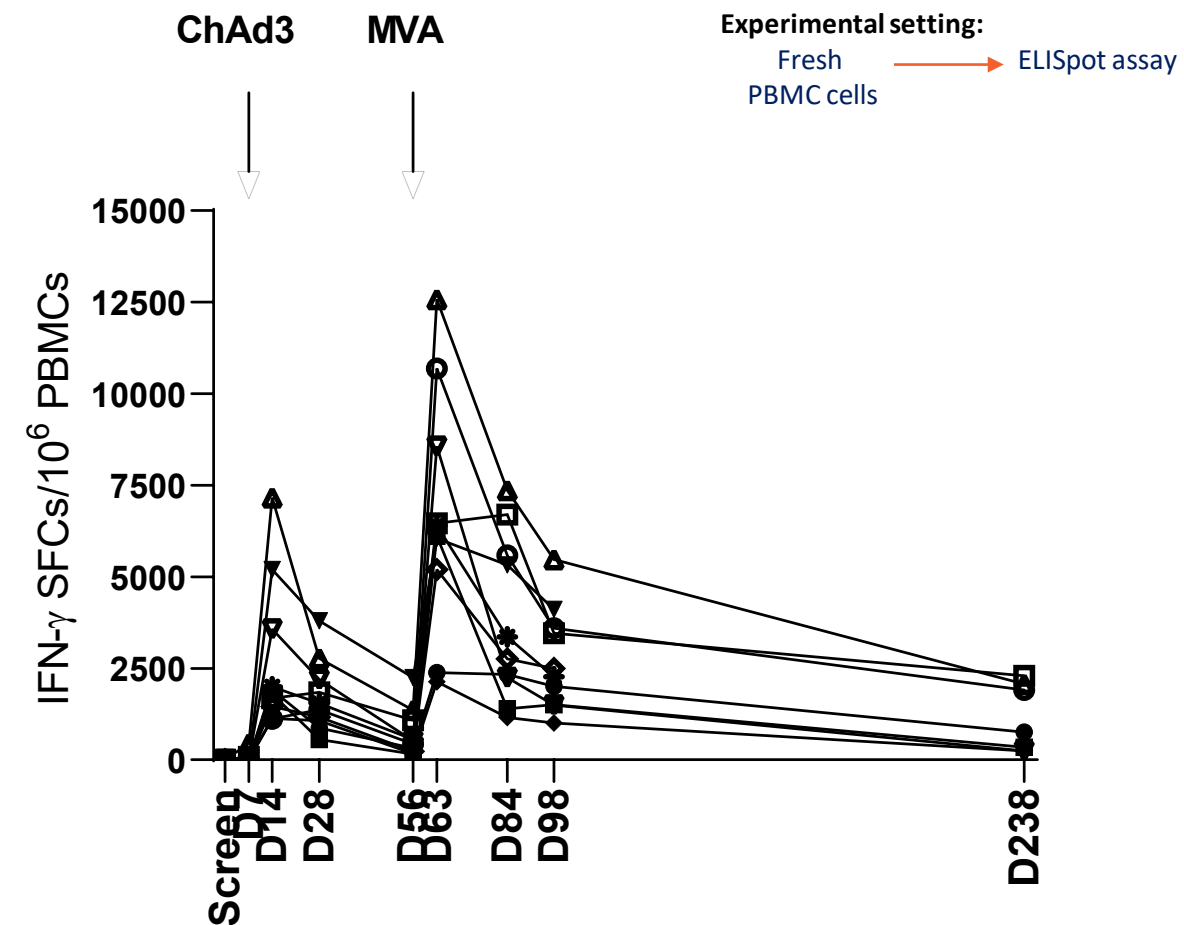 ChAd3 MVA
Experimental setting:
Fresh
PBMC cells
ELISpot assay
IFN-γ SFCs/10⁶ PBMCs
15000
12500
10000
7500
5000
2500
0
Screen D7 D14 D28 D56 D63 D84 D98 D238